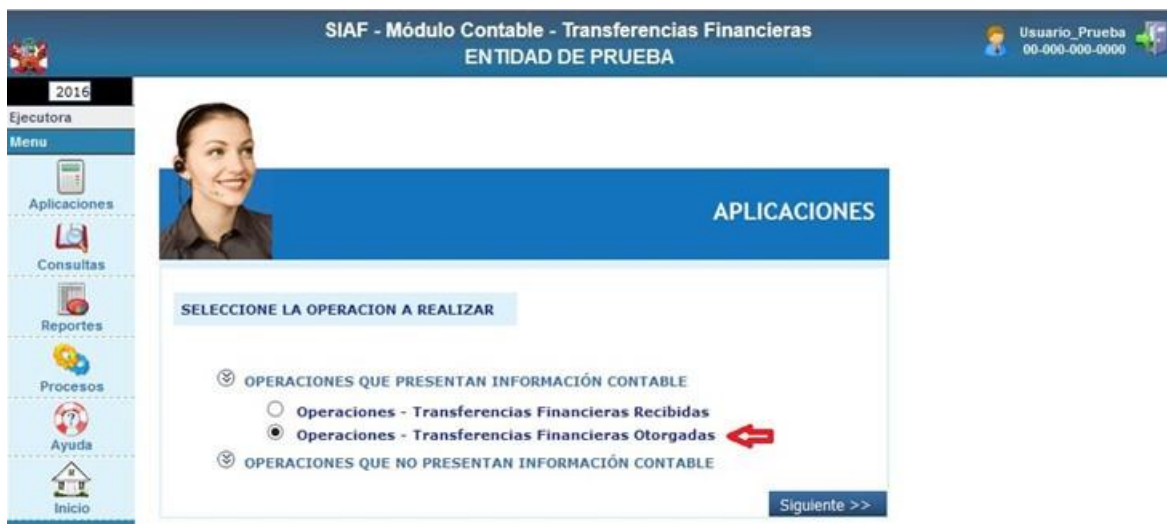 SIAF - Módulo Contable - Transferencias Financieras
ENTIDAD DE PRUEBA
Usuario_Prueba
00-000-000-0000
2016
Ejecutora
Menu
Aplicaciones
Consultas
Reportes
Procesos
Ayuda
Inicio
APLICACIONES
SELECCIONE LA OPERACION A REALIZAR
OPERACIONES QUE PRESENTAN INFORMACIÓN CONTABLE
Operaciones - Transferencias Financieras Recibidas
Operaciones - Transferencias Financieras Otorgadas
OPERACIONES QUE NO PRESENTAN INFORMACIÓN CONTABLE
Siguiente >>